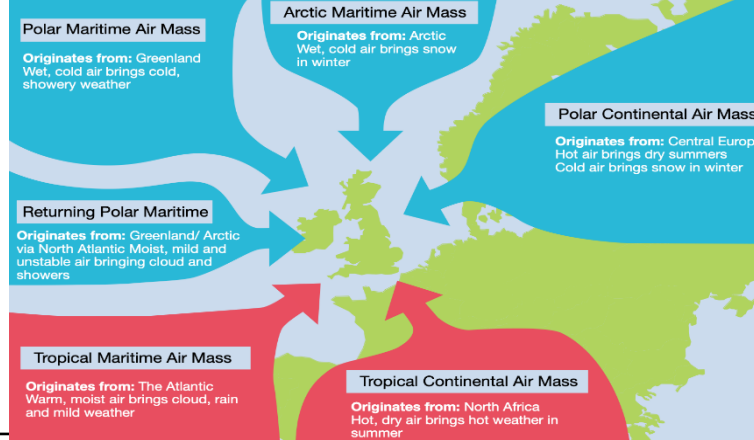 Polar Maritime Air Mass
Originates from: Greenland
Wet, cold air brings cold,
showery weather
Arctic Maritime Air Mass
Originates from: Arctic
Wet, cold air brings snow
in winter
Polar Continental Air Mass
Originates from: Central Europ
Hot air brings dry summers
Cold air brings snow in winter
Returning Polar Maritime
Originates from: Greenland/ Arctic
via North Atlantic Moist, mild and
unstable air bringing cloud and
showers
Tropical Maritime Air Mass
Originates from: The Atlantic
Warm, moist air brings cloud, rain
and mild weather
Tropical Continental Air Mass
Originates from: North Africa
Hot, dry air brings hot weather in
summer